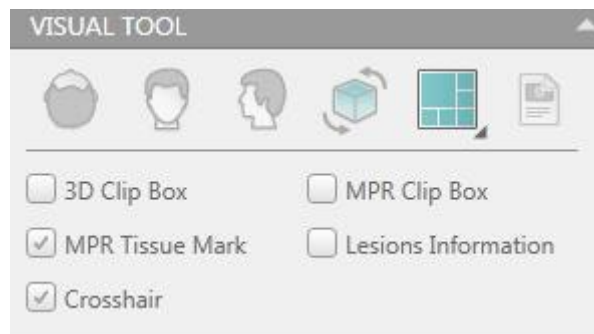 VISUAL TOOL
3D Clip Box
MPR Clip Box
MPR Tissue Mark
Lesions Information
Crosshair